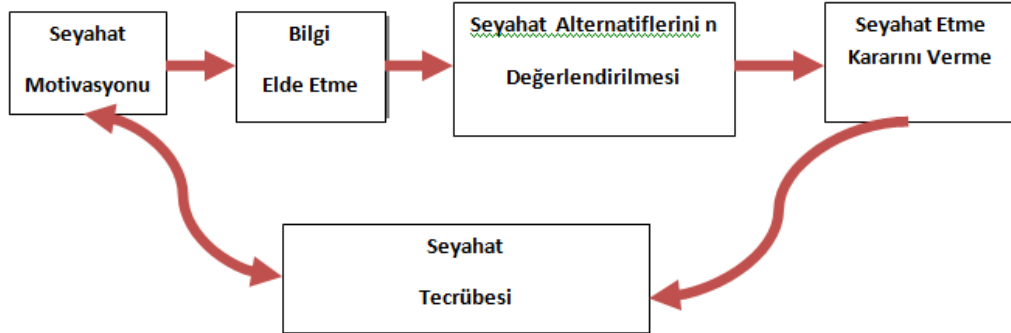 Seyahat
Motivasyonu
Bilgi
Elde Etme
Seyahat Alternatiflerini n
Değerlendirilmesi
Seyahat Etme
Kararını Verme
Seyahat
Tecrübesi